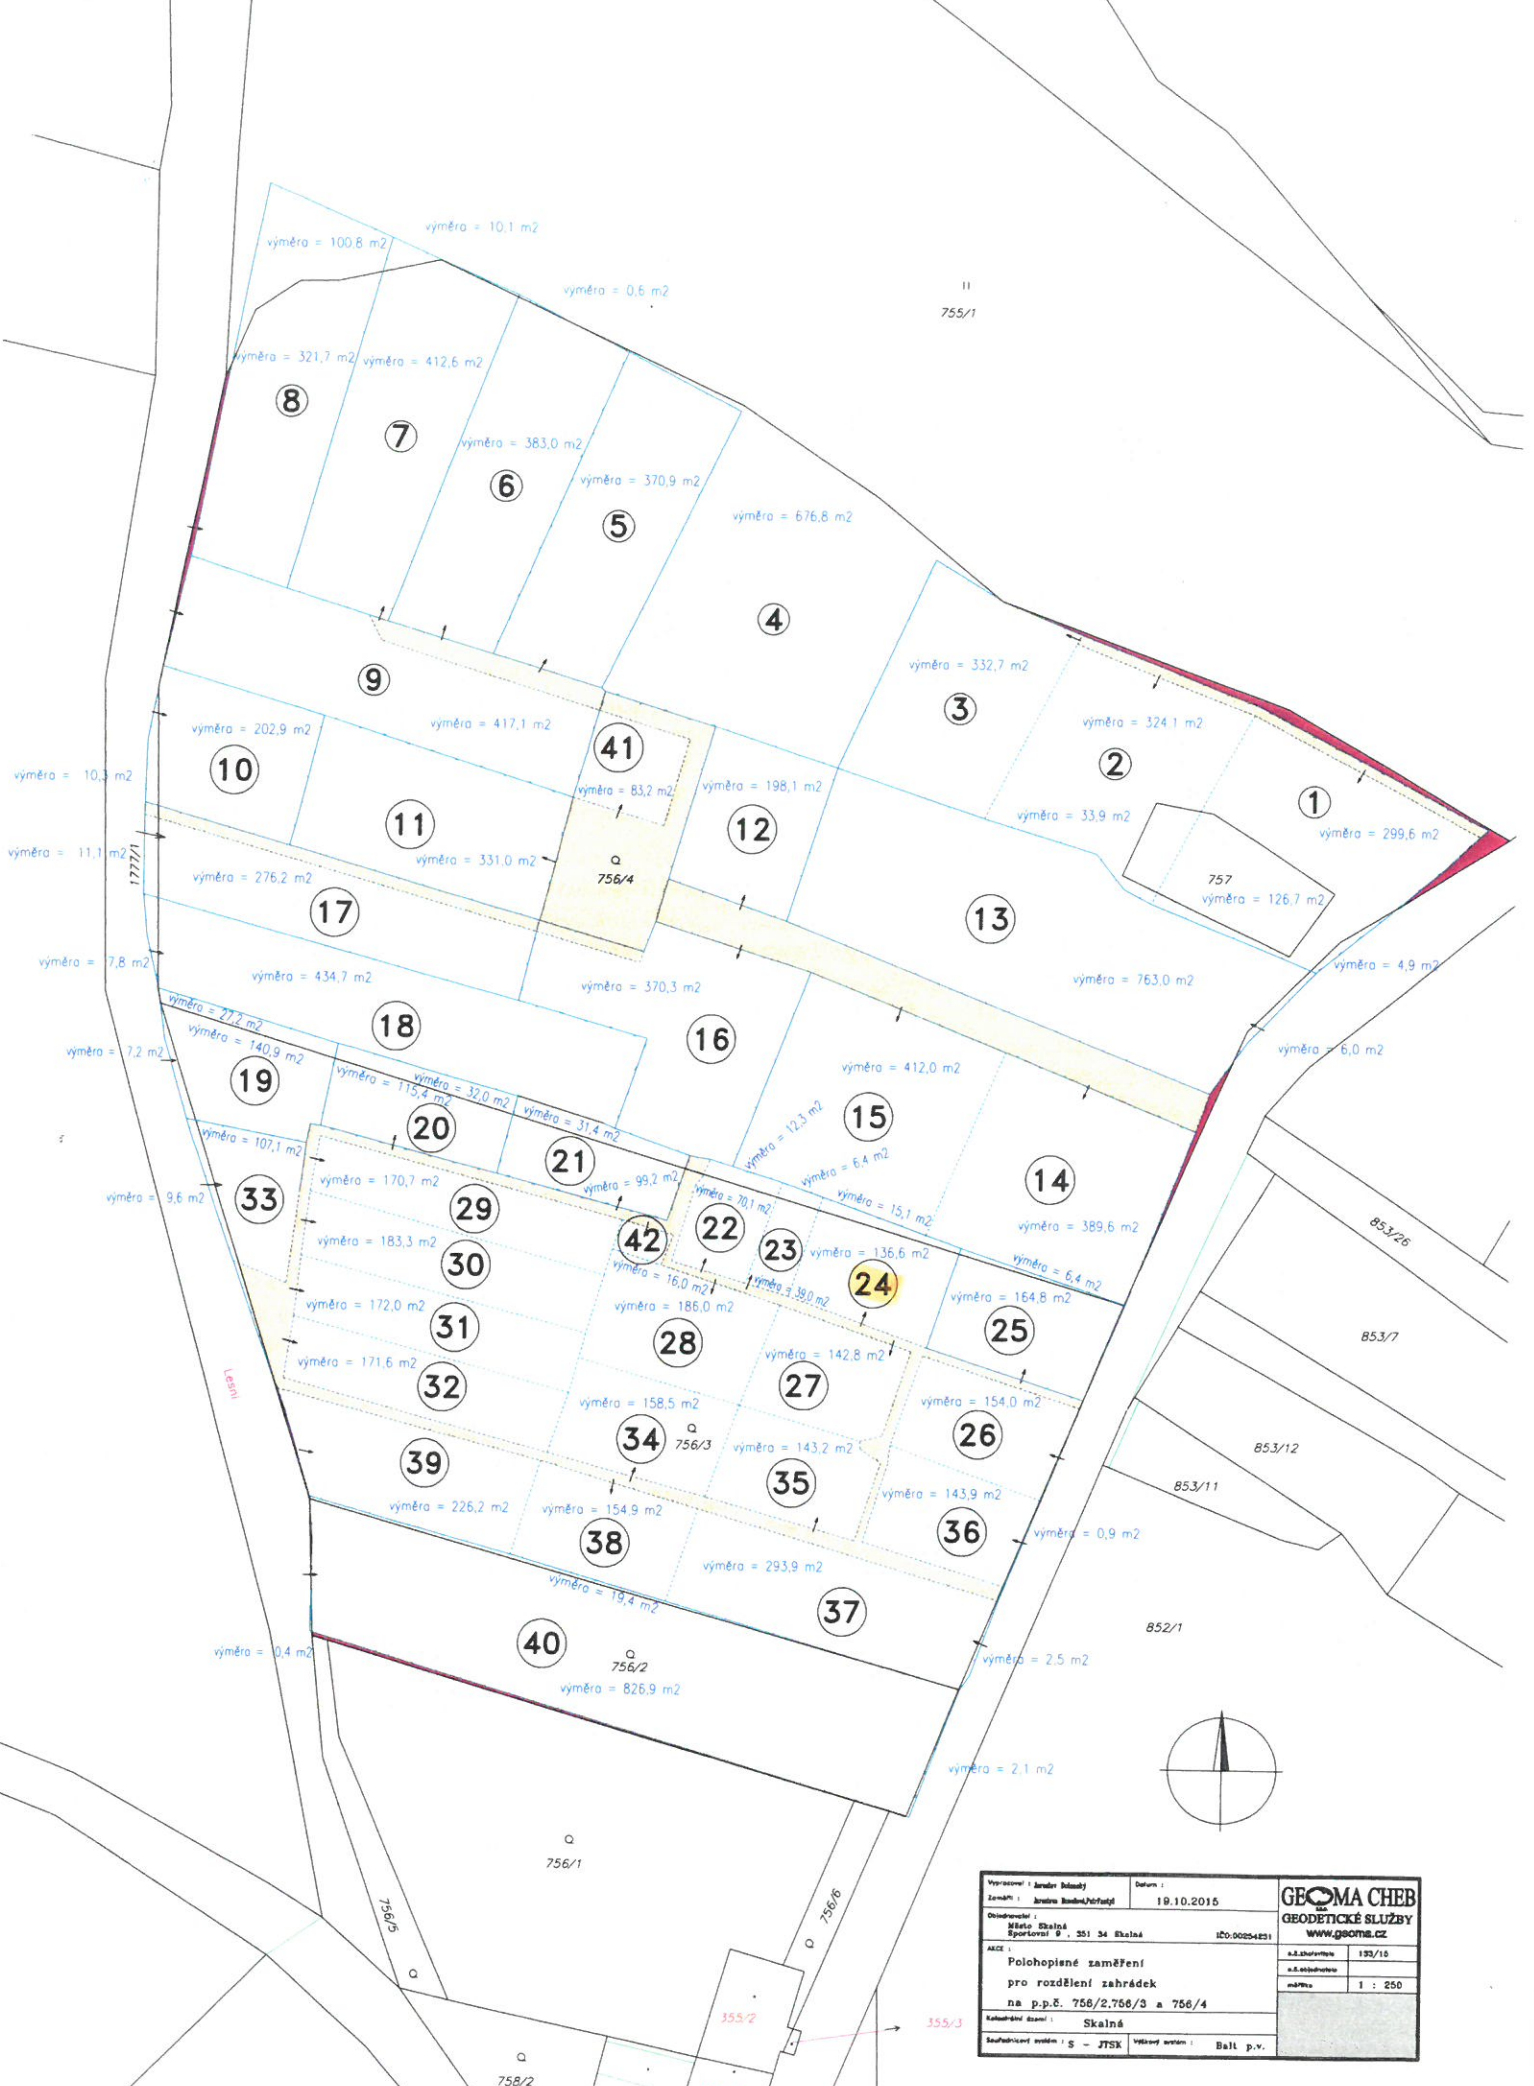 výměra = 10,1 m2
výměra = 100,8 m2
výměra = 0,6 m2
755/1
výměra = 321,7 m2
výměra = 412,6 m2
8
7
výměra = 383,0 m2
6
výměra = 370,9 m2
5
výměra = 676,8 m2
4
výměra = 332,7 m2
3
9
výměra = 417,1 m2
výměra = 202,9 m2
10
41
výměra = 83,2 m2
výměra = 324,1 m2
2
výměra = 198,1 m2
12
výměra = 33,9 m2
1
výměra = 299,6 m2
výměra = 10,3 m2
11
výměra = 331,0 m2
výměra = 11,1 m2
1777/1
756/4
výměra = 276,2 m2
17
13
757
výměra = 126,7 m2
výměra = 7,8 m2
výměra = 434,7 m2
výměra = 370,3 m2
výměra = 763,0 m2
výměra = 4,9 m2
18
16
výměra = 27,2 m2
výměra = 140,9 m2
výměra = 7,2 m2
19
výměra = 115,4 m2
výměra = 32,0 m2
20
výměra = 31,4 m2
21
výměra = 99,2 m2
výměra = 412,0 m2
15
výměra = 6,0 m2
výměra = 12,3 m2
výměra = 6,4 m2
výměra = 15,1 m2
14
výměra = 389,6 m2
výměra = 6,4 m2
výměra = 107,1 m2
33
výměra = 9,6 m2
výměra = 170,7 m2
29
výměra = 183,3 m2
30
42
výměra = 16,0 m2
výměra = 70,1 m2
22
23
výměra = 39,0 m2
výměra = 136,6 m2
24
výměra = 164,8 m2
25
853/26
853/7
výměra = 172,0 m2
31
výměra = 186,0 m2
28
výměra = 171,6 m2
32
výměra = 142,8 m2
27
Lesní
výměra = 158,5 m2
34
756/3
výměra = 154,0 m2
26
853/12
853/11
39
výměra = 226,2 m2
výměra = 143,2 m2
35
výměra = 143,9 m2
36
výměra = 154,9 m2
38
výměra = 0,9 m2
výměra = 293,9 m2
37
výměra = 19,4 m2
852/1
výměra = 0,4 m2
40
756/2
výměra = 826,9 m2
výměra = 2,5 m2
výměra = 2,1 m2
756/1
756/5
756/6
355/2
355/3
758/2
Vypracoval :
Datum :
Zaměřil :
19.10.2015
Objednavatel :
Město Skalná
Sportovní 9 , 351 34 Skalná
IČO:00254231
AKCE :
Polohopisné zaměření
pro rozdělení zahrádek
na p.p.č. 756/2,756/3 a 756/4
Katastrální území :
Skalná
Souřadnicový systém :
S - JTSK
Výškový systém :
Balt p.v.
GEOMA CHEB
GEODETICKÉ SLUŽBY
www.geoma.cz
133/15
měřítko
1 : 250